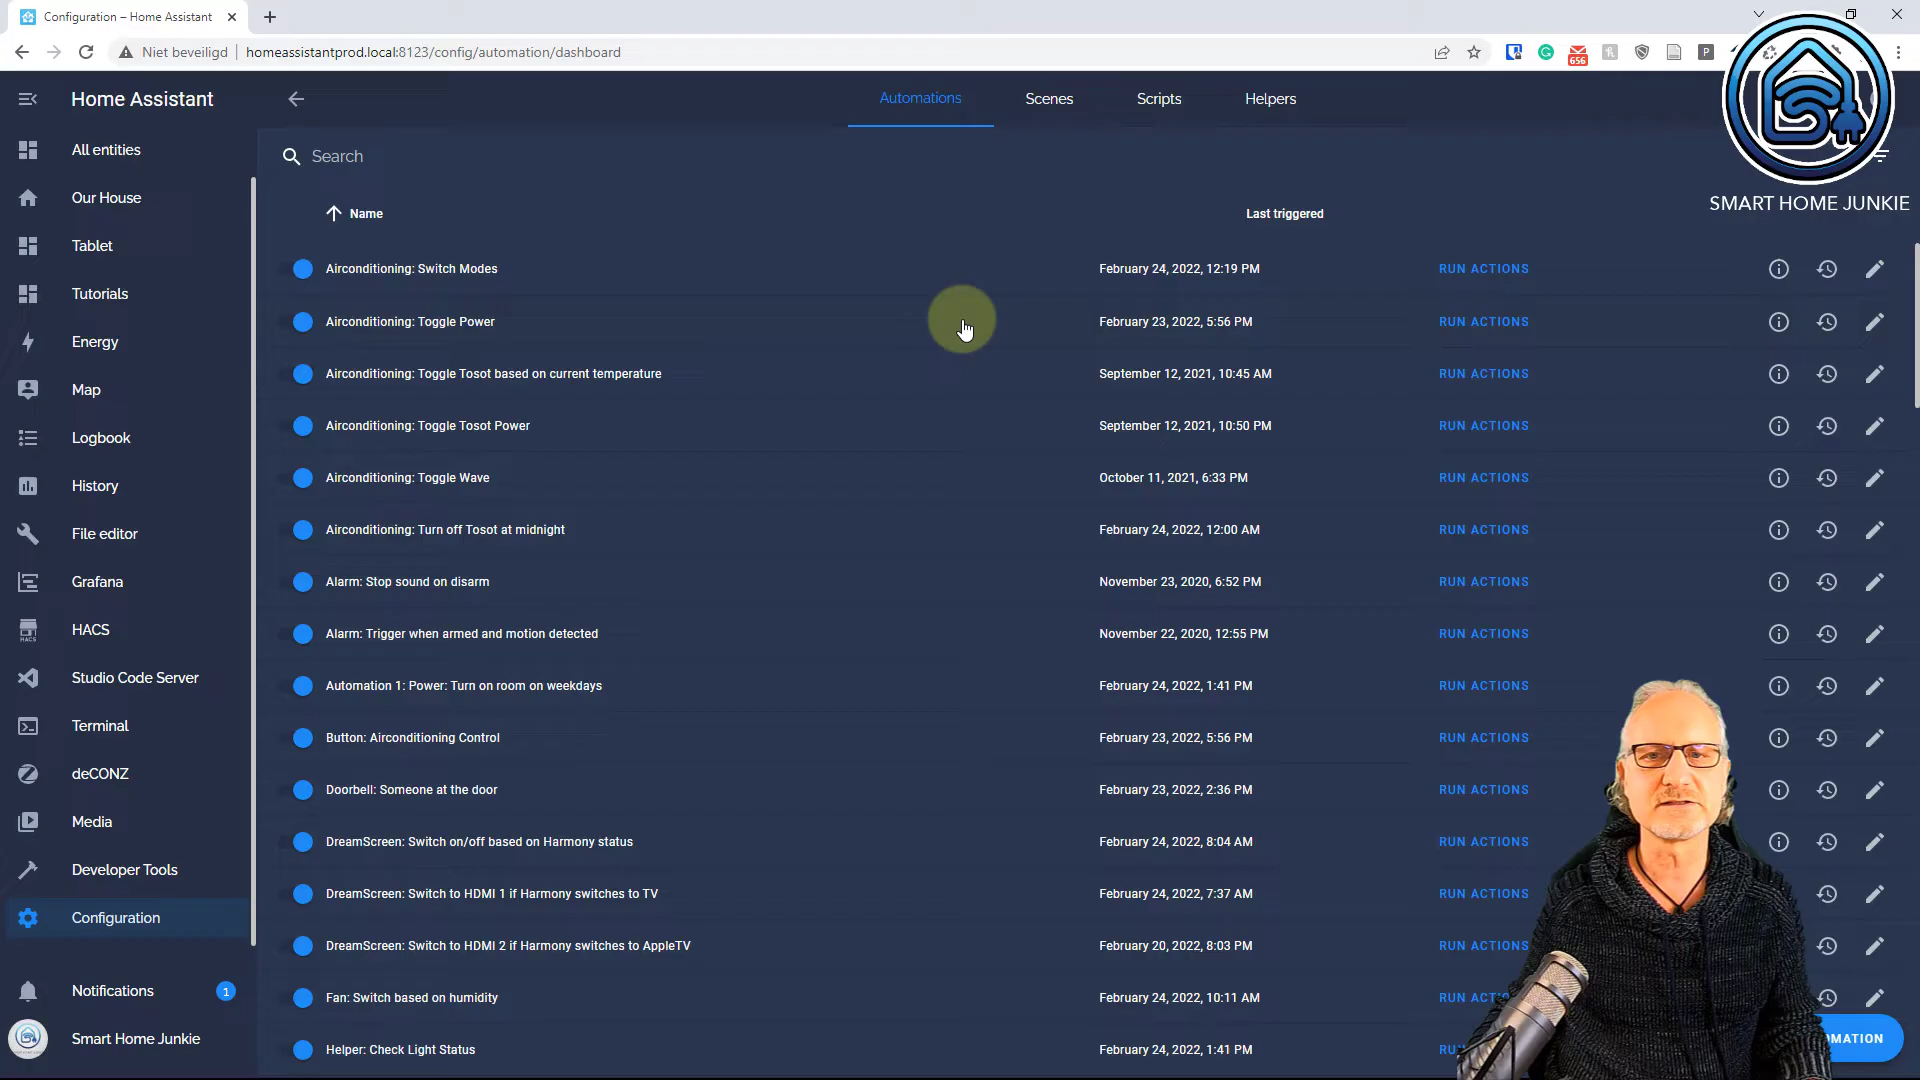 Configuration – Home Assistant
Niet beveiligd | homeassistantprod.local:8123/config/automation/dashboard
656
P
Home Assistant
Automations
Scenes
Scripts
Helpers
SMART HOME JUNKIE
All entities
Our House
Tablet
Tutorials
Energy
Map
Logbook
History
File editor
Grafana
HACS
HACS
Studio Code Server
Terminal
deCONZ
Media
Developer Tools
Configuration
Notifications 1
Smart Home Junkie
Search
Name Last triggered
Airconditioning: Switch Modes February 24, 2022, 12:19 PM RUN ACTIONS
Airconditioning: Toggle Power February 23, 2022, 5:56 PM RUN ACTIONS
Airconditioning: Toggle Tosot based on current temperature September 12, 2021, 10:45 AM RUN ACTIONS
Airconditioning: Toggle Tosot Power September 12, 2021, 10:50 PM RUN ACTIONS
Airconditioning: Toggle Wave October 11, 2021, 6:33 PM RUN ACTIONS
Airconditioning: Turn off Tosot at midnight February 24, 2022, 12:00 AM RUN ACTIONS
Alarm: Stop sound on disarm November 23, 2020, 6:52 PM RUN ACTIONS
Alarm: Trigger when armed and motion detected November 22, 2020, 12:55 PM RUN ACTIONS
Automation 1: Power: Turn on room on weekdays February 24, 2022, 1:41 PM RUN ACTIONS
Button: Airconditioning Control February 23, 2022, 5:56 PM RUN ACTIONS
Doorbell: Someone at the door February 23, 2022, 2:36 PM RUN ACTIONS
DreamScreen: Switch on/off based on Harmony status February 24, 2022, 8:04 AM RUN ACTIONS
DreamScreen: Switch to HDMI 1 if Harmony switches to TV February 24, 2022, 7:37 AM RUN ACTIONS
DreamScreen: Switch to HDMI 2 if Harmony switches to AppleTV February 20, 2022, 8:03 PM RUN ACTIONS
Fan: Switch based on humidity February 24, 2022, 10:11 AM RUN
Helper: Check Light Status February 24, 2022, 1:41 PM